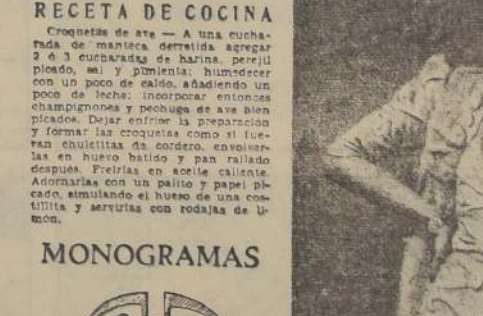 RECETA DE COCINA
Croquetas de ave — A una cucha-
rada de manteca derretida agregar
2 ó 3 cucharadas de harina, perejil
picado, sal y pimienta; humedecer
con un poco de caldo, añadiendo un
poco de leche; incorporar entonces
champignones y pechuga de ave bien
picados. Dejar enfriar la preparación
y formar las croquetas como si fue-
ran chuletitas de cordero, envolver-
las en huevo batido y pan rallado
después. Freirlas en aceite caliente.
Adornarlas con un palito y papel pi-
cado, simulando el hueso de una cos-
tillita y servirlas con rodajas de li-
món.
MONOGRAMAS